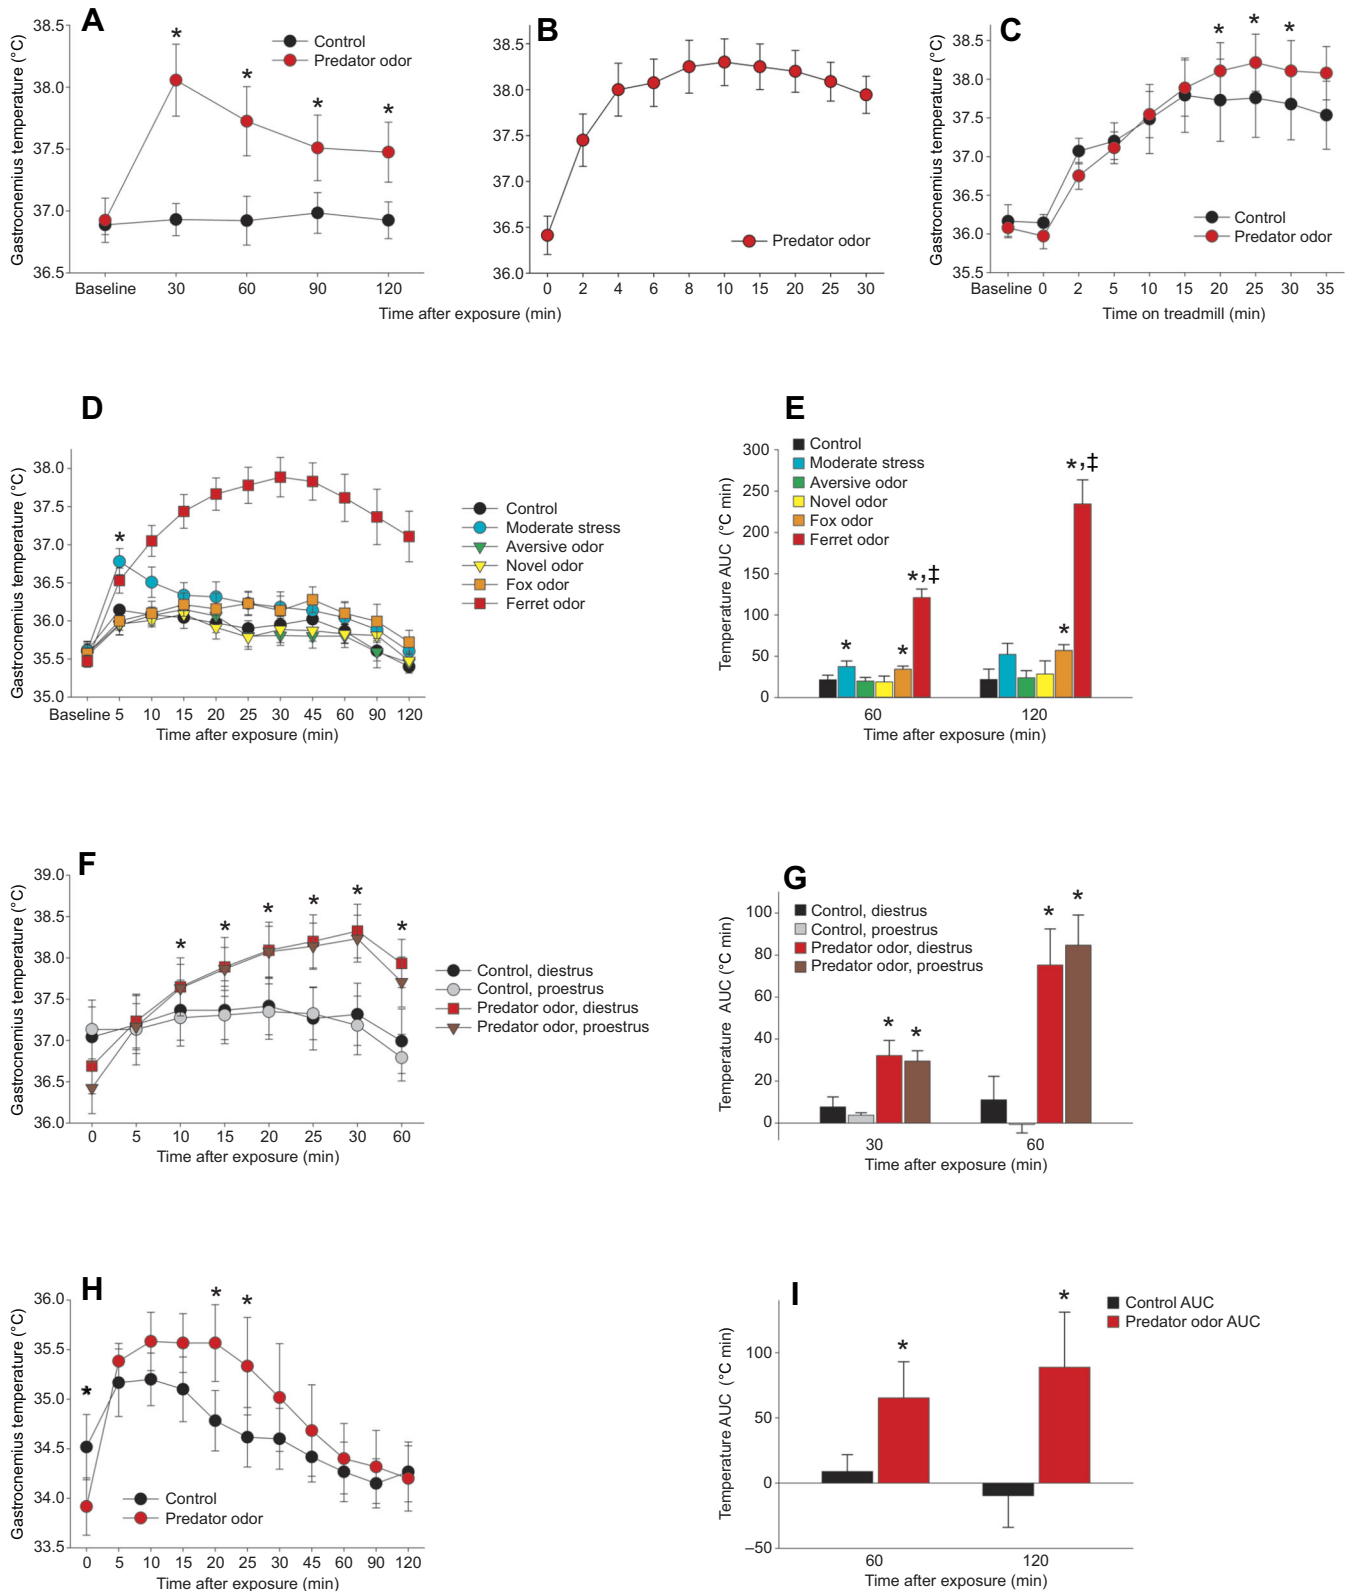 A
Gastrocnemius temperature (°C)
38.5
38.0
37.5
37.0
36.5
*
*
*
*
Control
Predator odor
Baseline
30
60
90
120
B
38.5
38.0
37.5
37.0
36.5
36.0
Predator odor
0
2
4
6
8
10
15
20
25
30
Time after exposure (min)
C
Gastrocnemius temperature (°C)
38.5
38.0
37.5
37.0
36.5
36.0
35.5
*
*
*
Control
Predator odor
Baseline
0
2
5
10
15
20
25
30
35
Time on treadmill (min)
D
Gastrocnemius temperature (°C)
38.0
37.5
37.0
36.5
36.0
35.5
35.0
*
Control
Moderate stress
Aversive odor
Novel odor
Fox odor
Ferret odor
Baseline
5
10
15
20
25
30
45
60
90
120
Time after exposure (min)
E
Temperature AUC (°C min)
300
250
200
150
100
50
0
Control
Moderate stress
Aversive odor
Novel odor
Fox odor
Ferret odor
*
*
*,‡
*
*,‡
60
120
Time after exposure (min)
F
Gastrocnemius temperature (°C)
39.0
38.5
38.0
37.5
37.0
36.5
36.0
*
*
*
*
*
*
Control, diestrus
Control, proestrus
Predator odor, diestrus
Predator odor, proestrus
0
5
10
15
20
25
30
60
Time after exposure (min)
G
Temperature AUC (°C min)
100
80
60
40
20
0
Control, diestrus
Control, proestrus
Predator odor, diestrus
Predator odor, proestrus
*
*
*
*
30
60
Time after exposure (min)
H
Gastrocnemius temperature (°C)
36.0
35.5
35.0
34.5
34.0
33.5
*
*
*
Control
Predator odor
0
5
10
15
20
25
30
45
60
90
120
Time after exposure (min)
I
Temperature AUC (°C min)
100
50
0
–50
*
*
Control AUC
Predator odor AUC
60
120
Time after exposure (min)